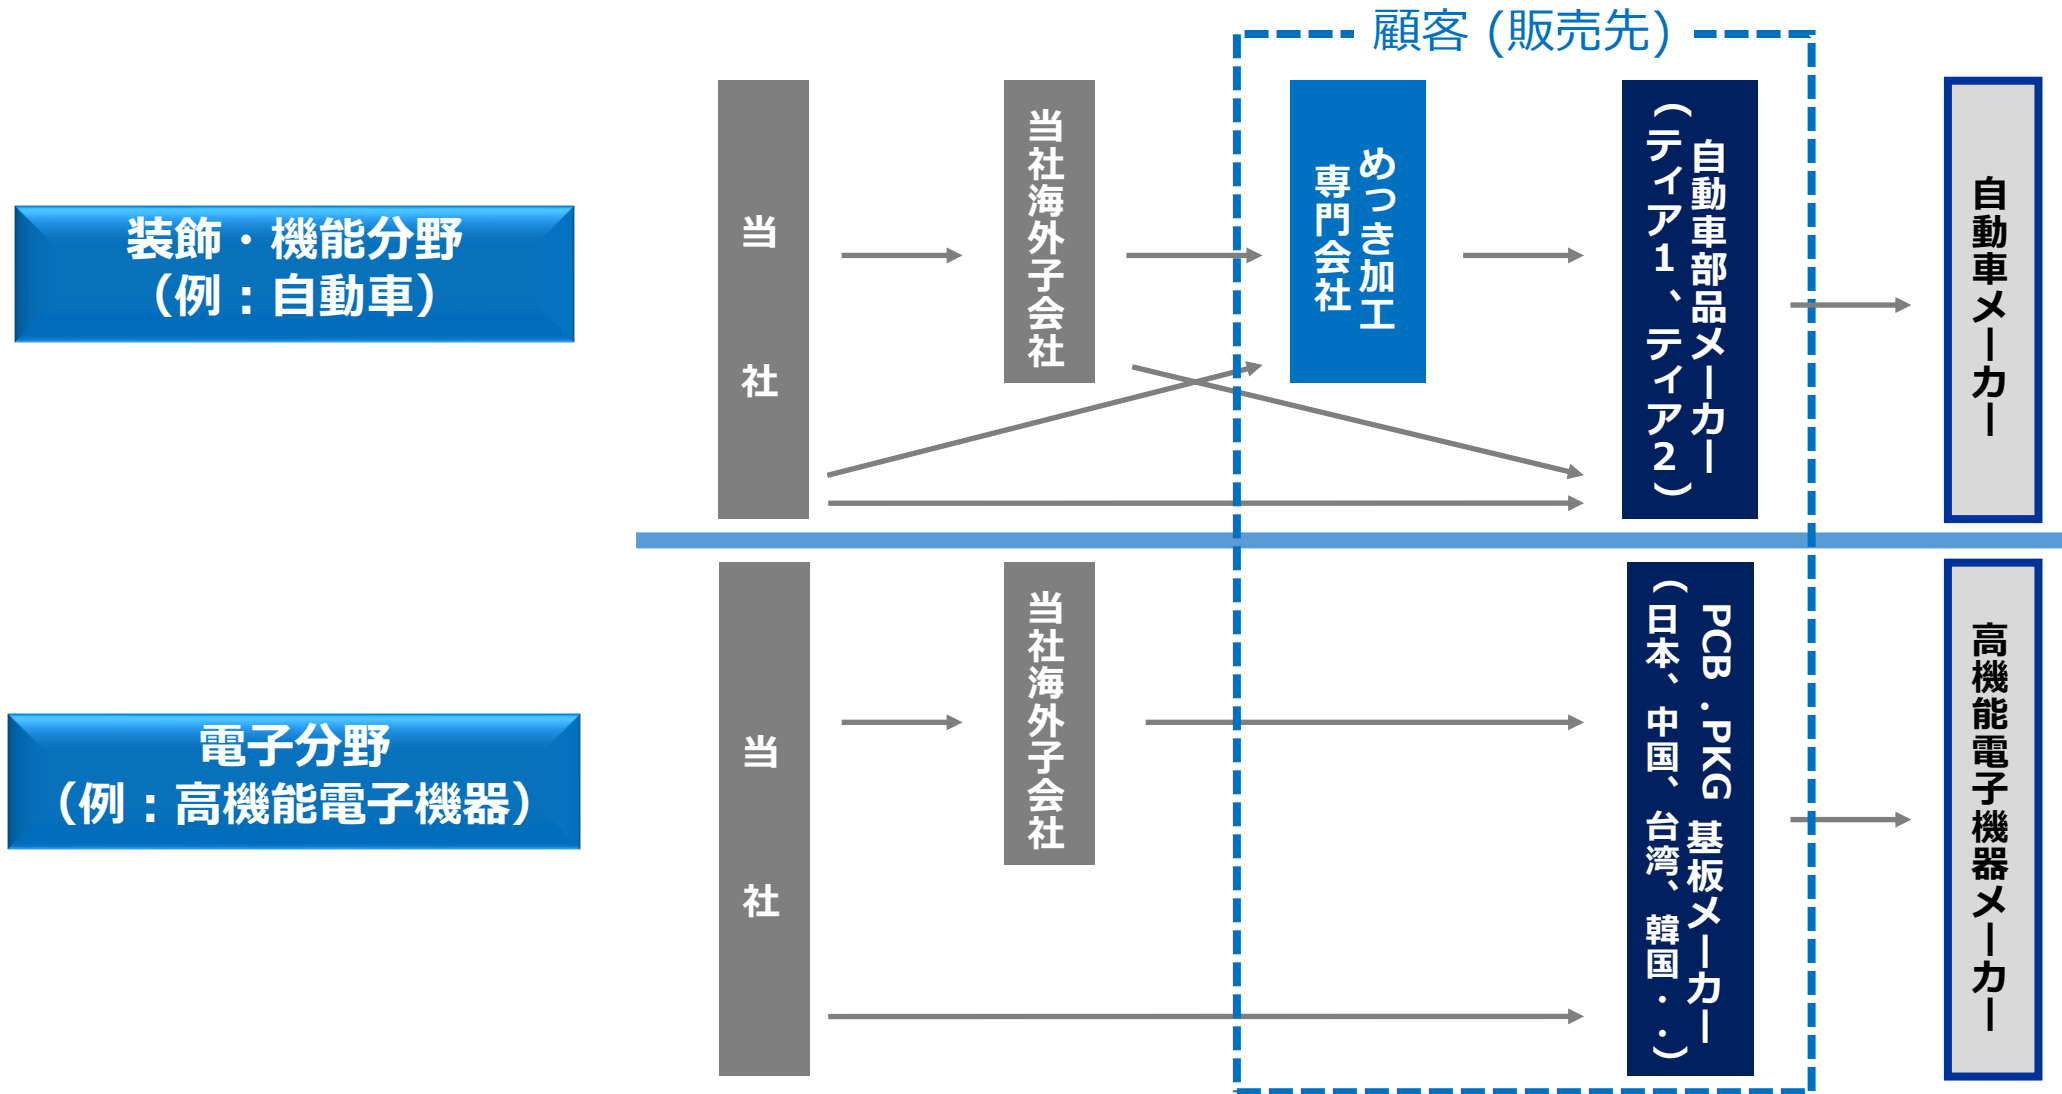 顧客 (販売先)
装飾・機能分野
（例：自動車）
当社
当社海外子会社
めっき加工
専門会社
自動車部品メーカー
（ティア1、ティア2）
自動車メーカー
電子分野
（例：高機能電子機器）
当社
当社海外子会社
PCB .PKG 基板メーカー
（日本、中国、台湾、韓国・・）
高機能電子機器メーカー